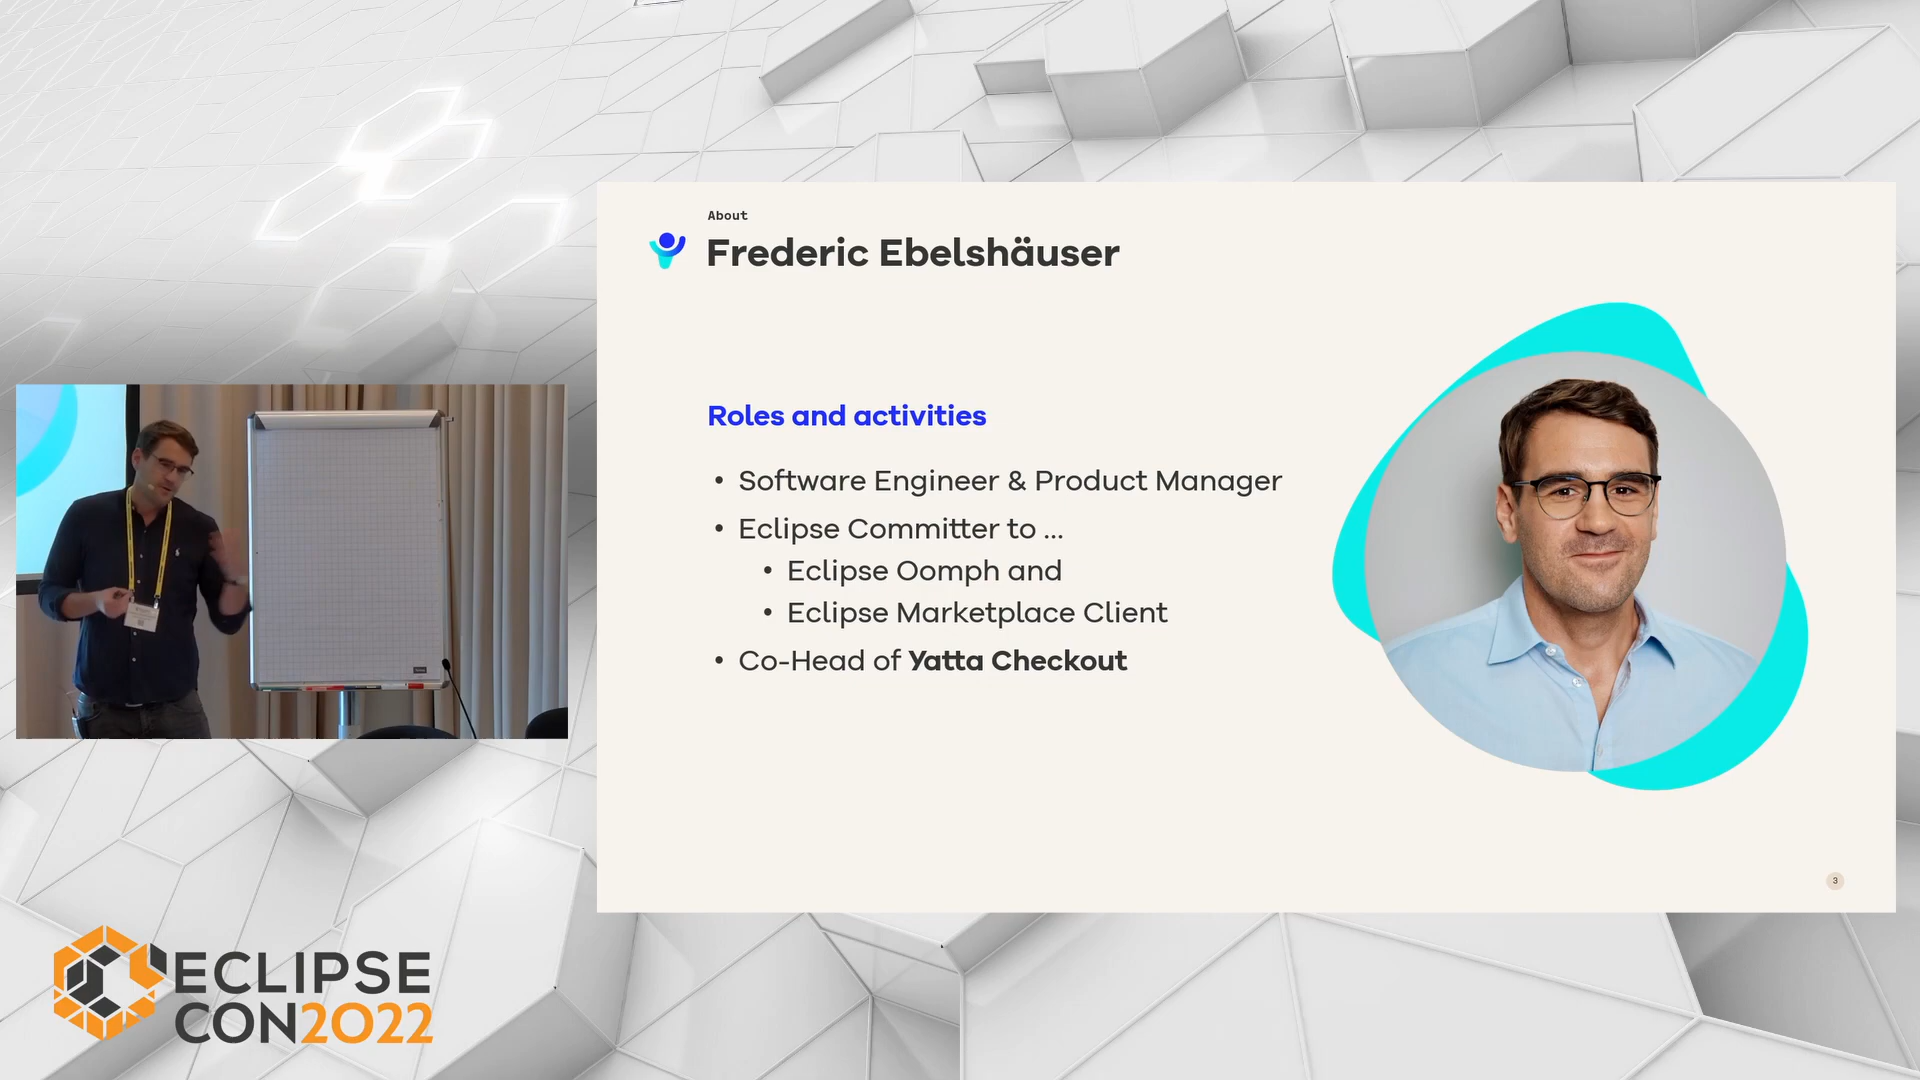 About
Frederic Ebelshäuser
Roles and activities
• Software Engineer & Product Manager
• Eclipse Committer to ...
• Eclipse Oomph and
• Eclipse Marketplace Client
• Co-Head of Yatta Checkout
3
ECLIPSE
CON2022